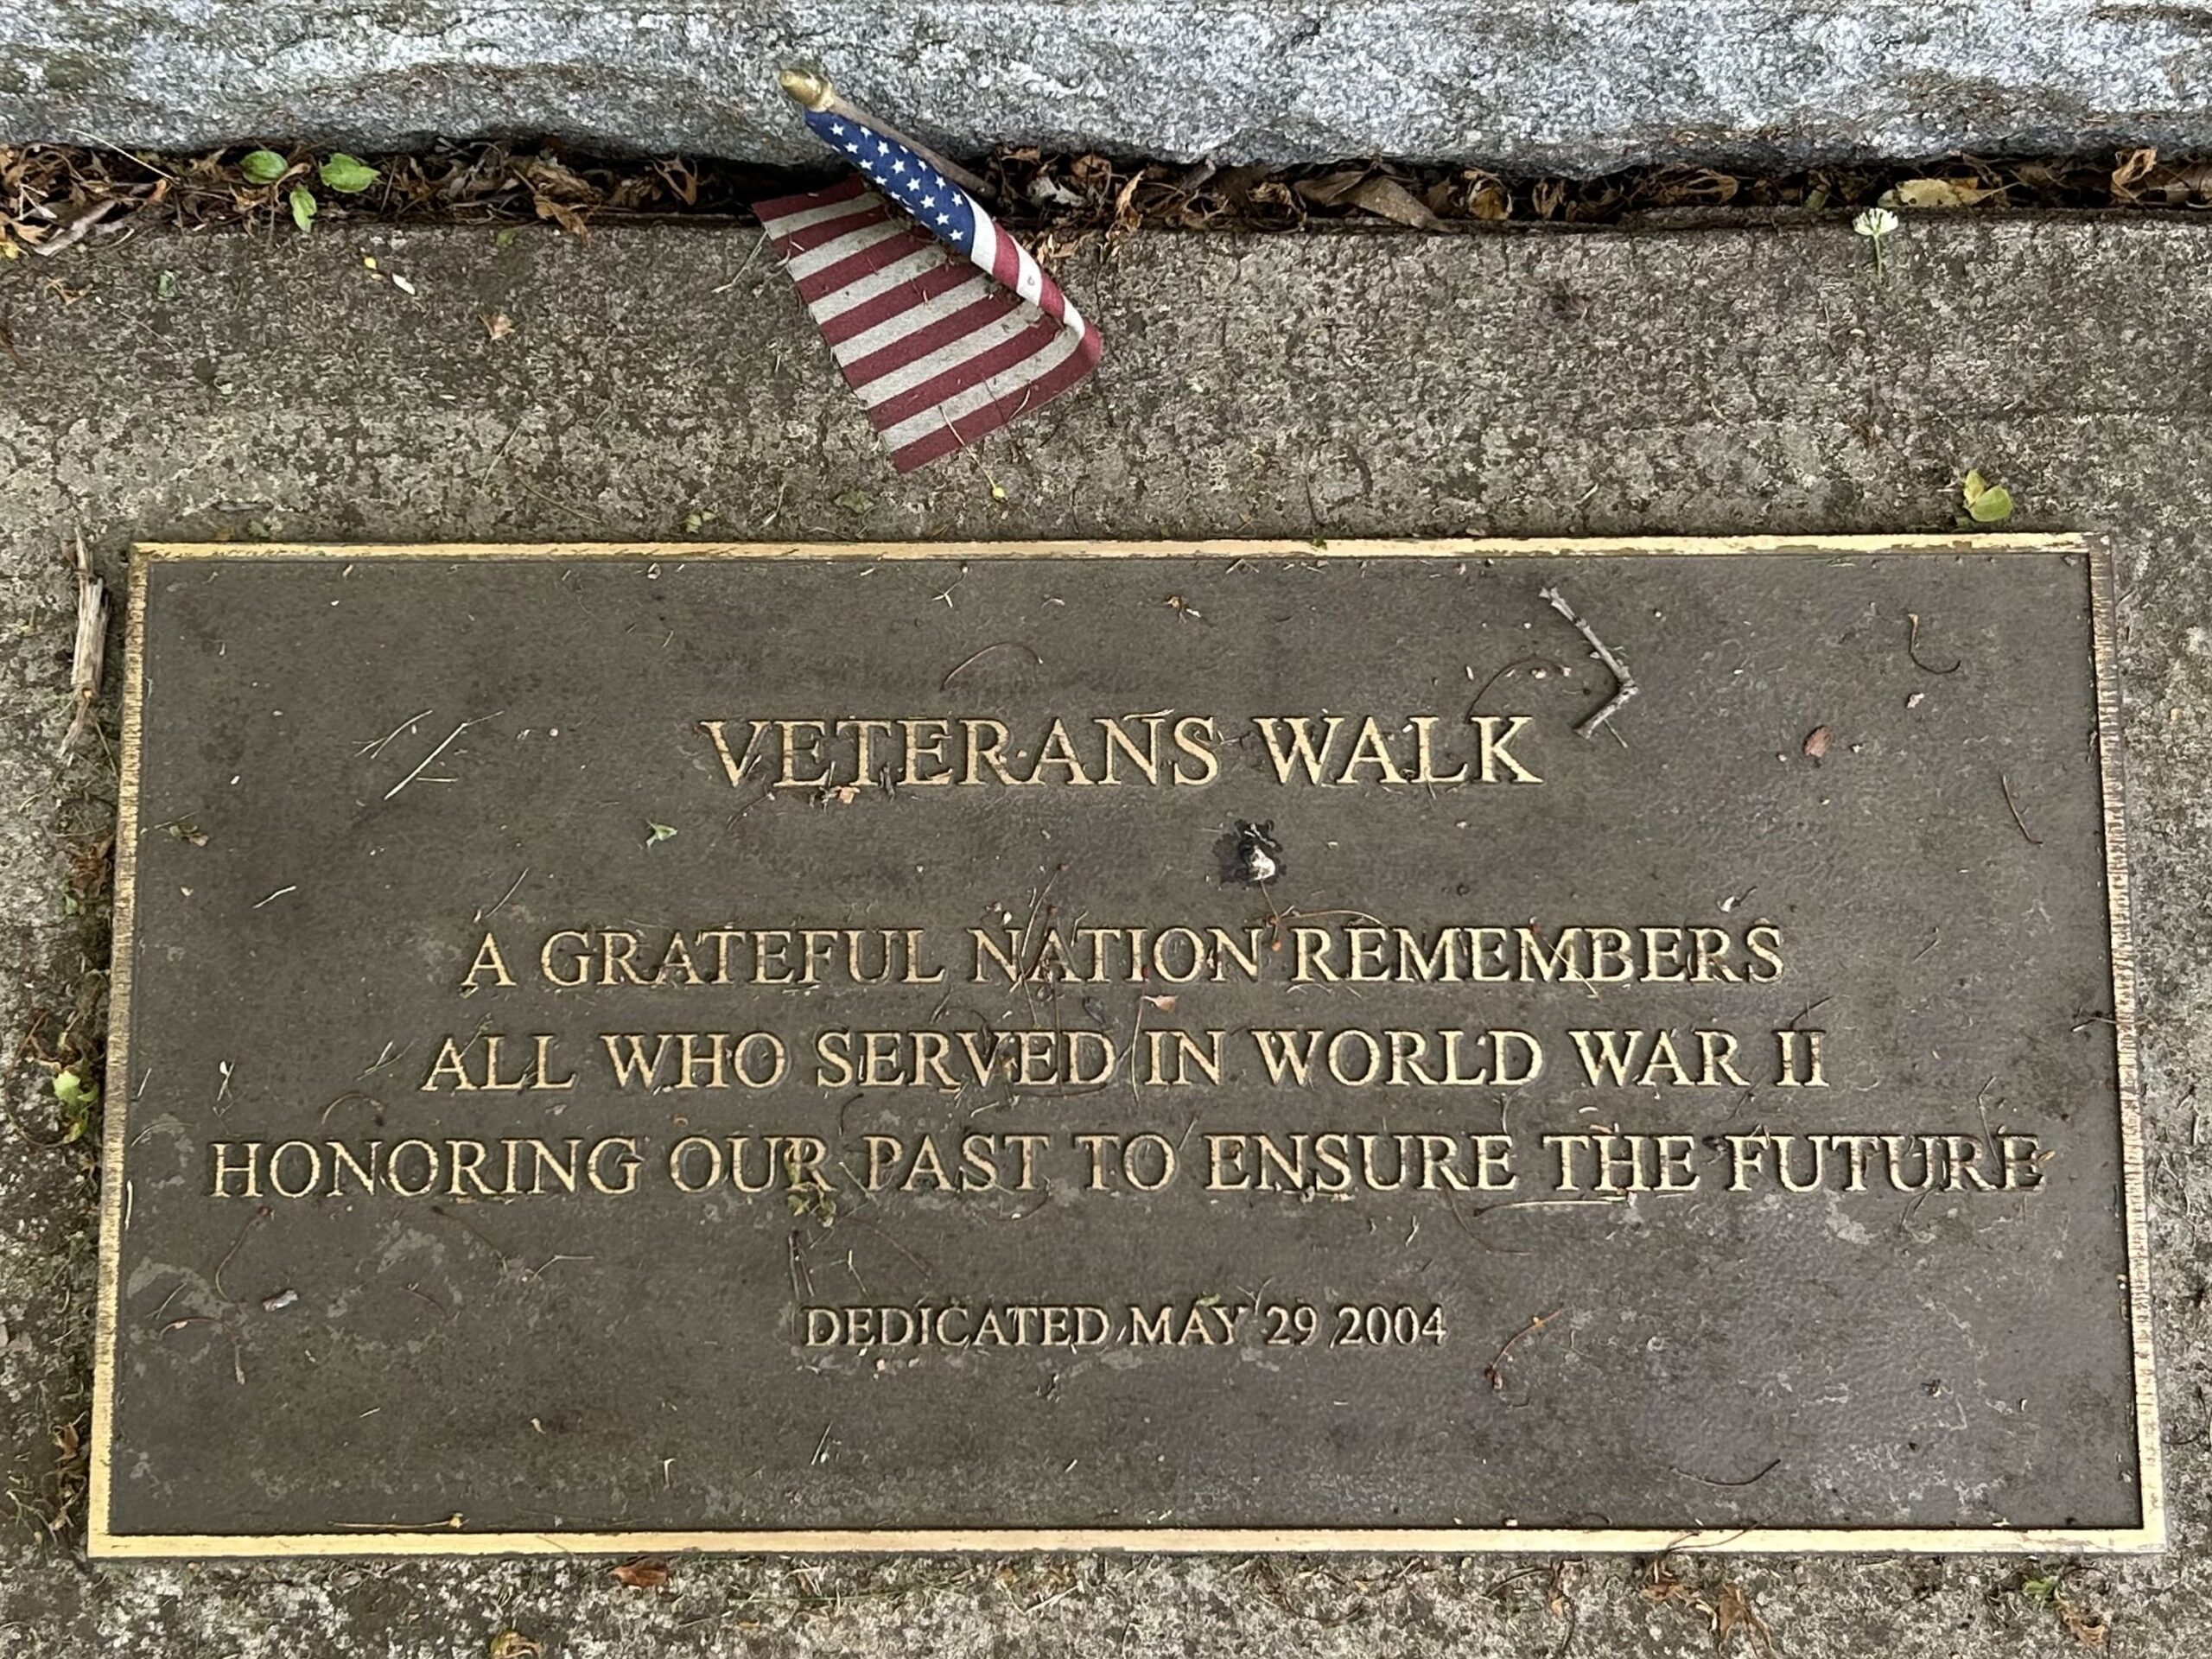 VETERANS WALK
A GRATEFUL NATION REMEMBERS
ALL WHO SERVED IN WORLD WAR II
HONORING OUR PAST TO ENSURE THE FUTURE
DEDICATED MAY 29 2004